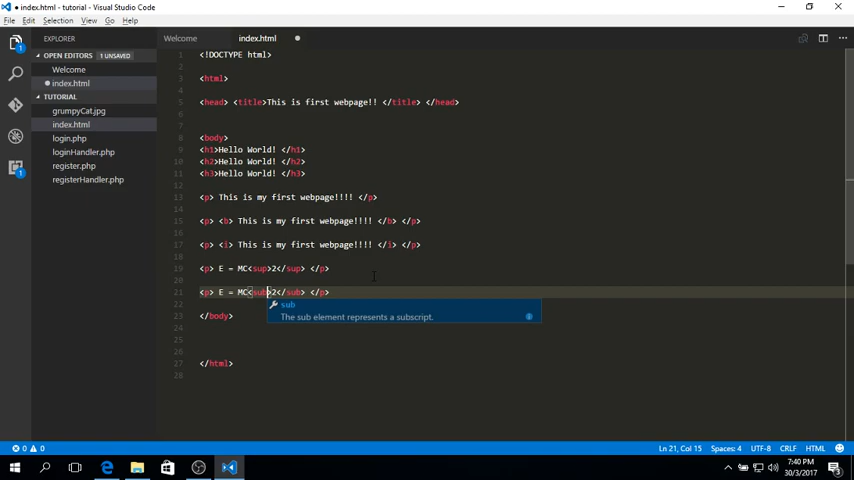 index.html - tutorial - Visual Studio Code
File Edit Selection View Go Help
EXPLORER
OPEN EDITORS 1 UNSAVED
Welcome
index.html
TUTORIAL
grumpyCat.jpg
index.html
login.php
loginHandler.php
register.php
registerHandler.php
1
1
Welcome index.html
1 <!DOCTYPE html>
2
3 <html>
4
5 <head> <title>This is first webpage!! </title> </head>
6
7
8 <body>
9 <h1>Hello World! </h1>
10 <h2>Hello World! </h2>
11 <h3>Hello World! </h3>
12
13 <p> This is my first webpage!!!! </p>
14
15 <p> <b> This is my first webpage!!!! </b> </p>
16
17 <p> <i> This is my first webpage!!!! </i> </p>
18
19 <p> E = MC<sup>2</sup> </p>
20
21 <p> E = MC<sub>2</sub> </p>
22 sub
The sub element represents a subscript.
23 </body>
24
25
26
27 </html>
28
0 0 Ln 21, Col 15 Spaces: 4 UTF-8 CRLF HTML
7:40 PM
30/3/2017
3